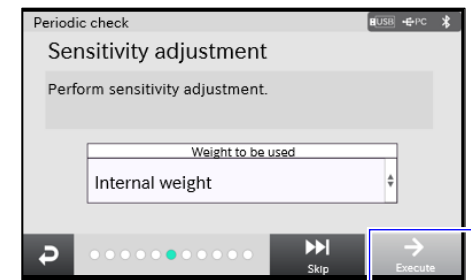 Periodic check
USB PC
Sensitivity adjustment
Perform sensitivity adjustment.
Weight to be used
Internal weight
Skip
Execute